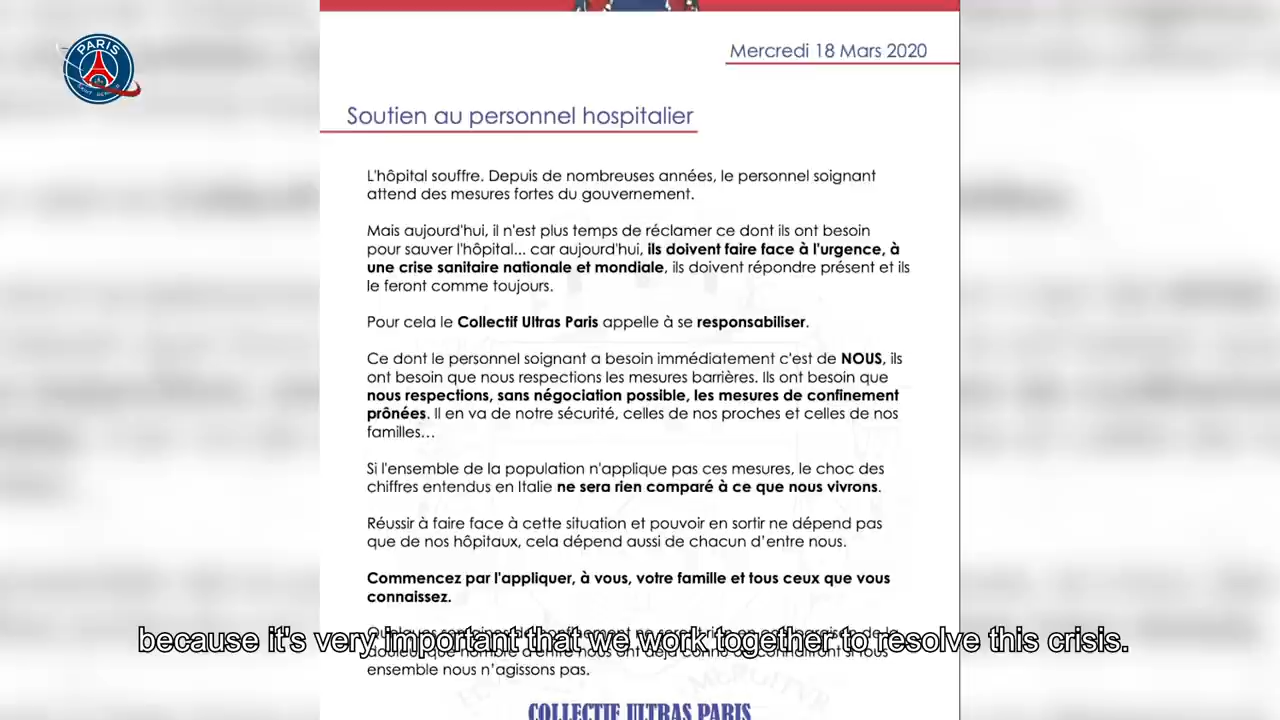 PARIS
SAINT GERMAIN
Mercredi 18 Mars 2020
Soutien au personnel hospitalier
L'hôpital souffre. Depuis de nombreuses années, le personnel soignant
attend des mesures fortes du gouvernement.
Mais aujourd'hui, il n'est plus temps de réclamer ce dont ils ont besoin
pour sauver l'hôpital... car aujourd'hui, ils doivent faire face à l'urgence, à
une crise sanitaire nationale et mondiale, ils doivent répondre présent et ils
le feront comme toujours.
Pour cela le Collectif Ultras Paris appelle à se responsabiliser.
Ce dont le personnel soignant a besoin immédiatement c'est de NOUS, ils
ont besoin que nous respections les mesures barrières. Ils ont besoin que
nous respections, sans négociation possible, les mesures de confinement
prônées. Il en va de notre sécurité, celles de nos proches et celles de nos
familles...
Si l'ensemble de la population n'applique pas ces mesures, le choc des
chiffres entendus en Italie ne sera rien comparé à ce que nous vivrons.
Réussir à faire face à cette situation et pouvoir en sortir ne dépend pas
que de nos hôpitaux, cela dépend aussi de chacun d'entre nous.
Commencez par l'appliquer, à vous, votre famille et tous ceux que vous
connaissez.
because it's very important that we work together to resolve this crisis.
ensemble nous n'agissons pas.
COLLECTIF ULTRAS PARIS